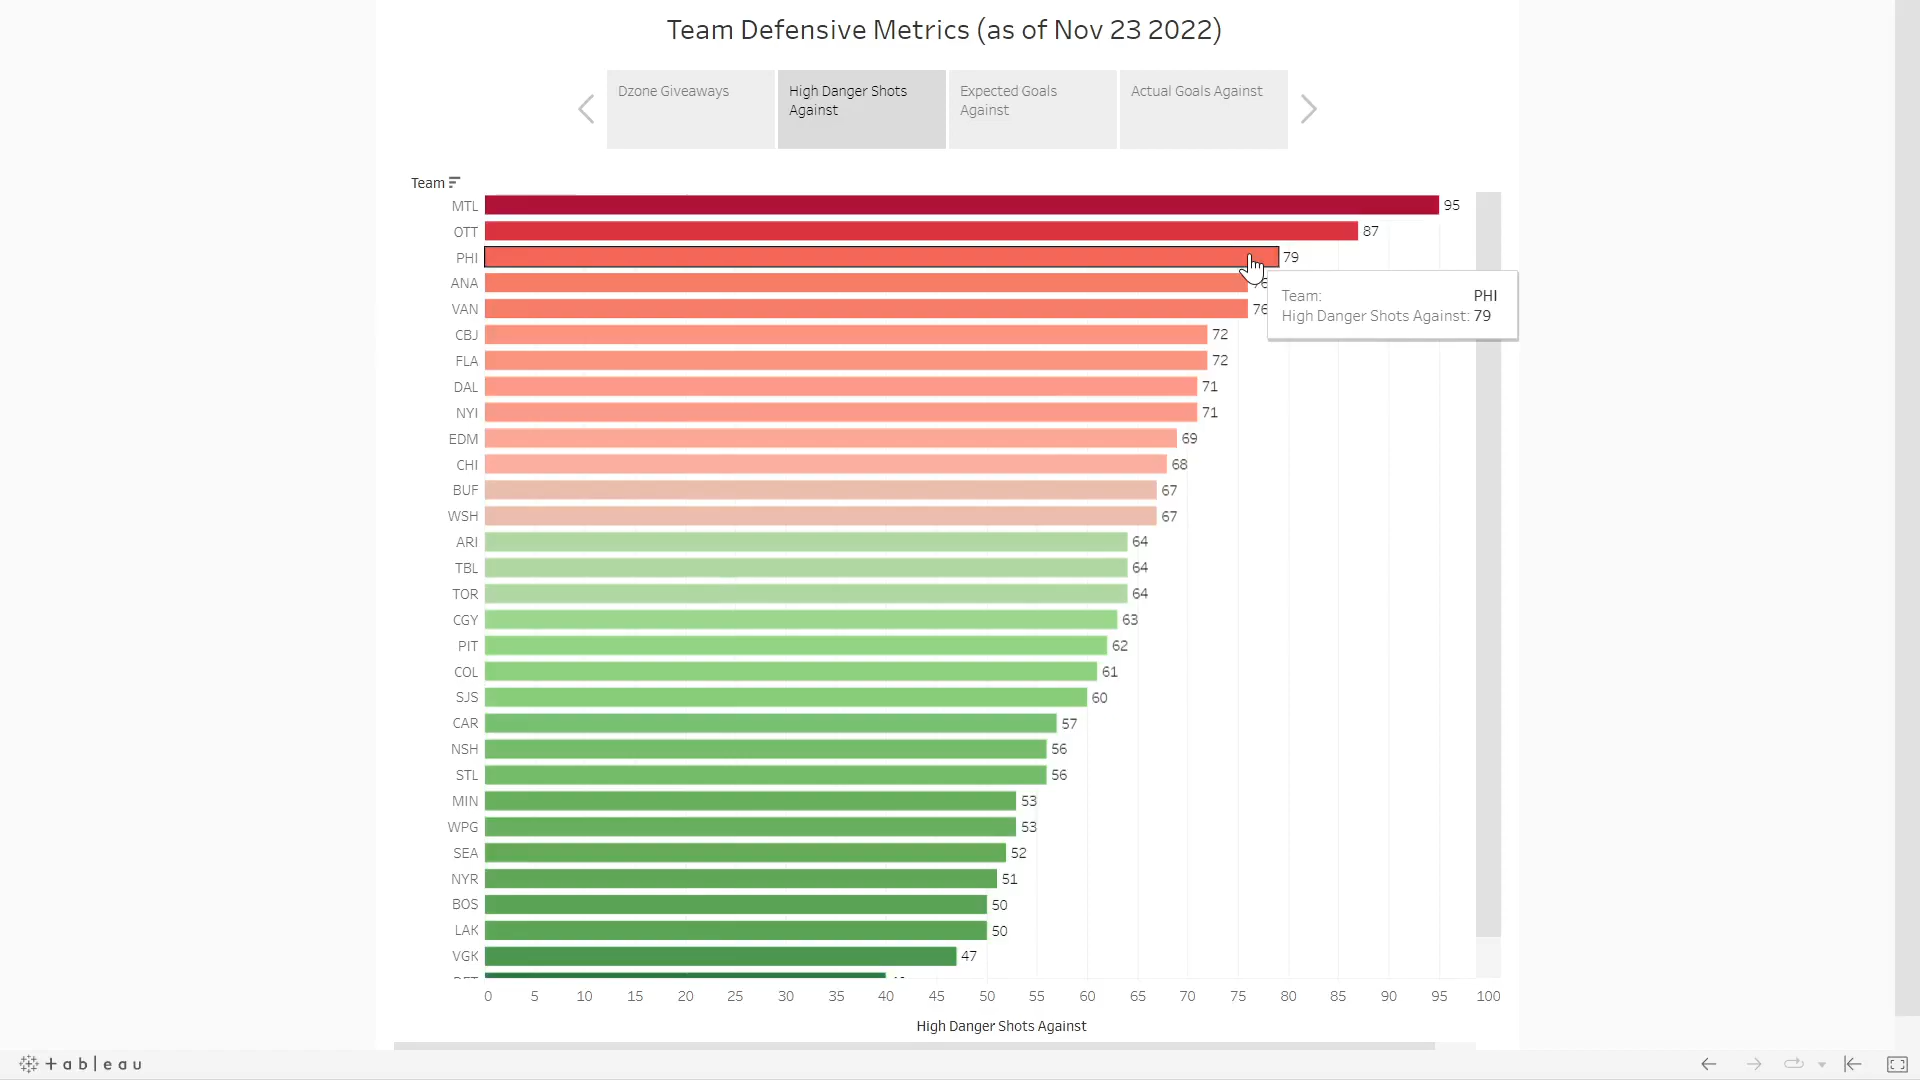 Team Defensive Metrics (as of Nov 23 2022)
Dzone Giveaways
High Danger Shots
Against
Expected Goals
Against
Actual Goals Against
Team
MTL 95
OTT 87
PHI 79
ANA
VAN 76
Team: PHI
High Danger Shots Against: 79
CBJ 72
FLA 72
DAL 71
NYI 71
EDM 69
CHI 68
BUF 67
WSH 67
ARI 64
TBL 64
TOR 64
CGY 63
PIT 62
COL 61
SJS 60
CAR 57
NSH 56
STL 56
MIN 53
WPG 53
SEA 52
NYR 51
BOS 50
LAK 50
VGK 47
0 5 10 15 20 25 30 35 40 45 50 55 60 65 70 75 80 85 90 95 100
High Danger Shots Against
+ a b | e a u